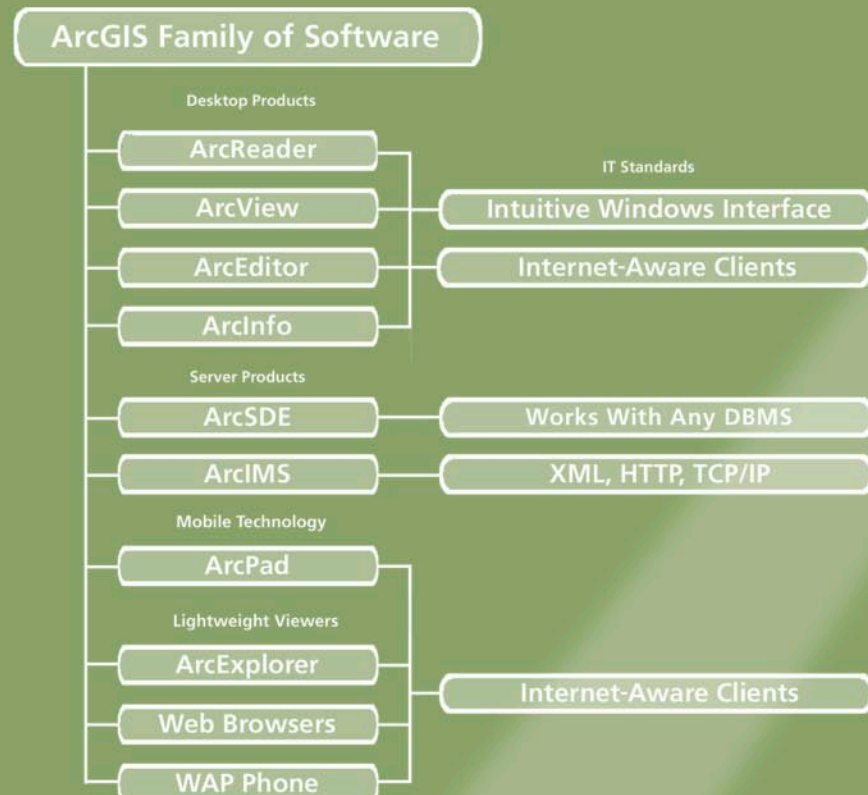 ArcGIS Family of Software
Desktop Products
ArcReader
IT Standards
ArcView
Intuitive Windows Interface
ArcEditor
Internet-Aware Clients
ArcInfo
Server Products
ArcSDE
Works With Any DBMS
ArcIMS
XML, HTTP, TCP/IP
Mobile Technology
ArcPad
Lightweight Viewers
ArcExplorer
Internet-Aware Clients
Web Browsers
WAP Phone